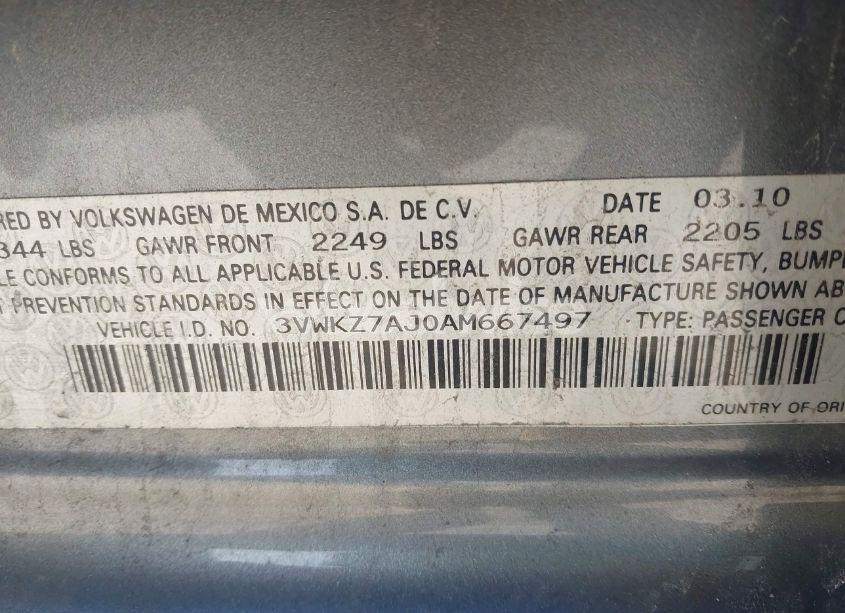 RED BY VOLKSWAGEN DE MEXICO S.A. DE C.V. DATE 03.10
344 LBS GAWR FRONT 2249 LBS GAWR REAR 2205 LBS
LE CONFORMS TO ALL APPLICABLE U.S. FEDERAL MOTOR VEHICLE SAFETY, BUMP
PREVENTION STANDARDS IN EFFECT ON THE DATE OF MANUFACTURE SHOWN AB
VEHICLE I.D. NO. 3VWKZ7AJ0AM667497 TYPE: PASSENGER C
COUNTRY OF ORI